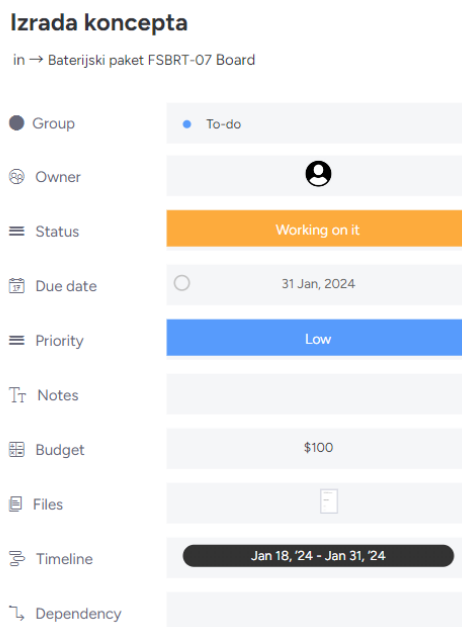 Izrada koncepta
in → Baterijski paket FSBRT-07 Board
Group To-do
Owner
Status Working on it
Due date 31 Jan, 2024
Priority Low
Notes
Budget $100
Files
Timeline Jan 18, '24 - Jan 31, '24
Dependency